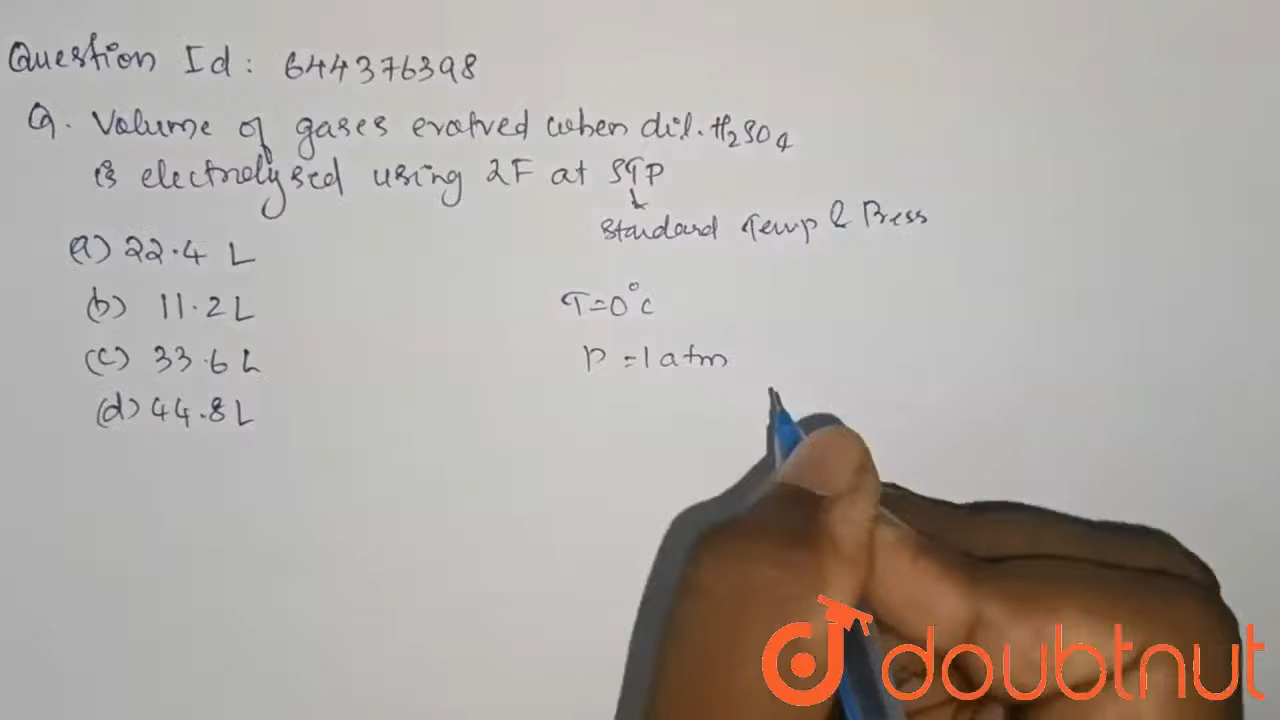 Question Id: 644376398
Q. Volume of gases evolved when dil. H₂SO₄
is electrolysed using 2F at STP
Standard Temp & Press
(a) 22.4 L
(b) 11.2 L
(c) 33.6 L
(d) 44.8 L
T=0°C
P=1 atm
doubtnut